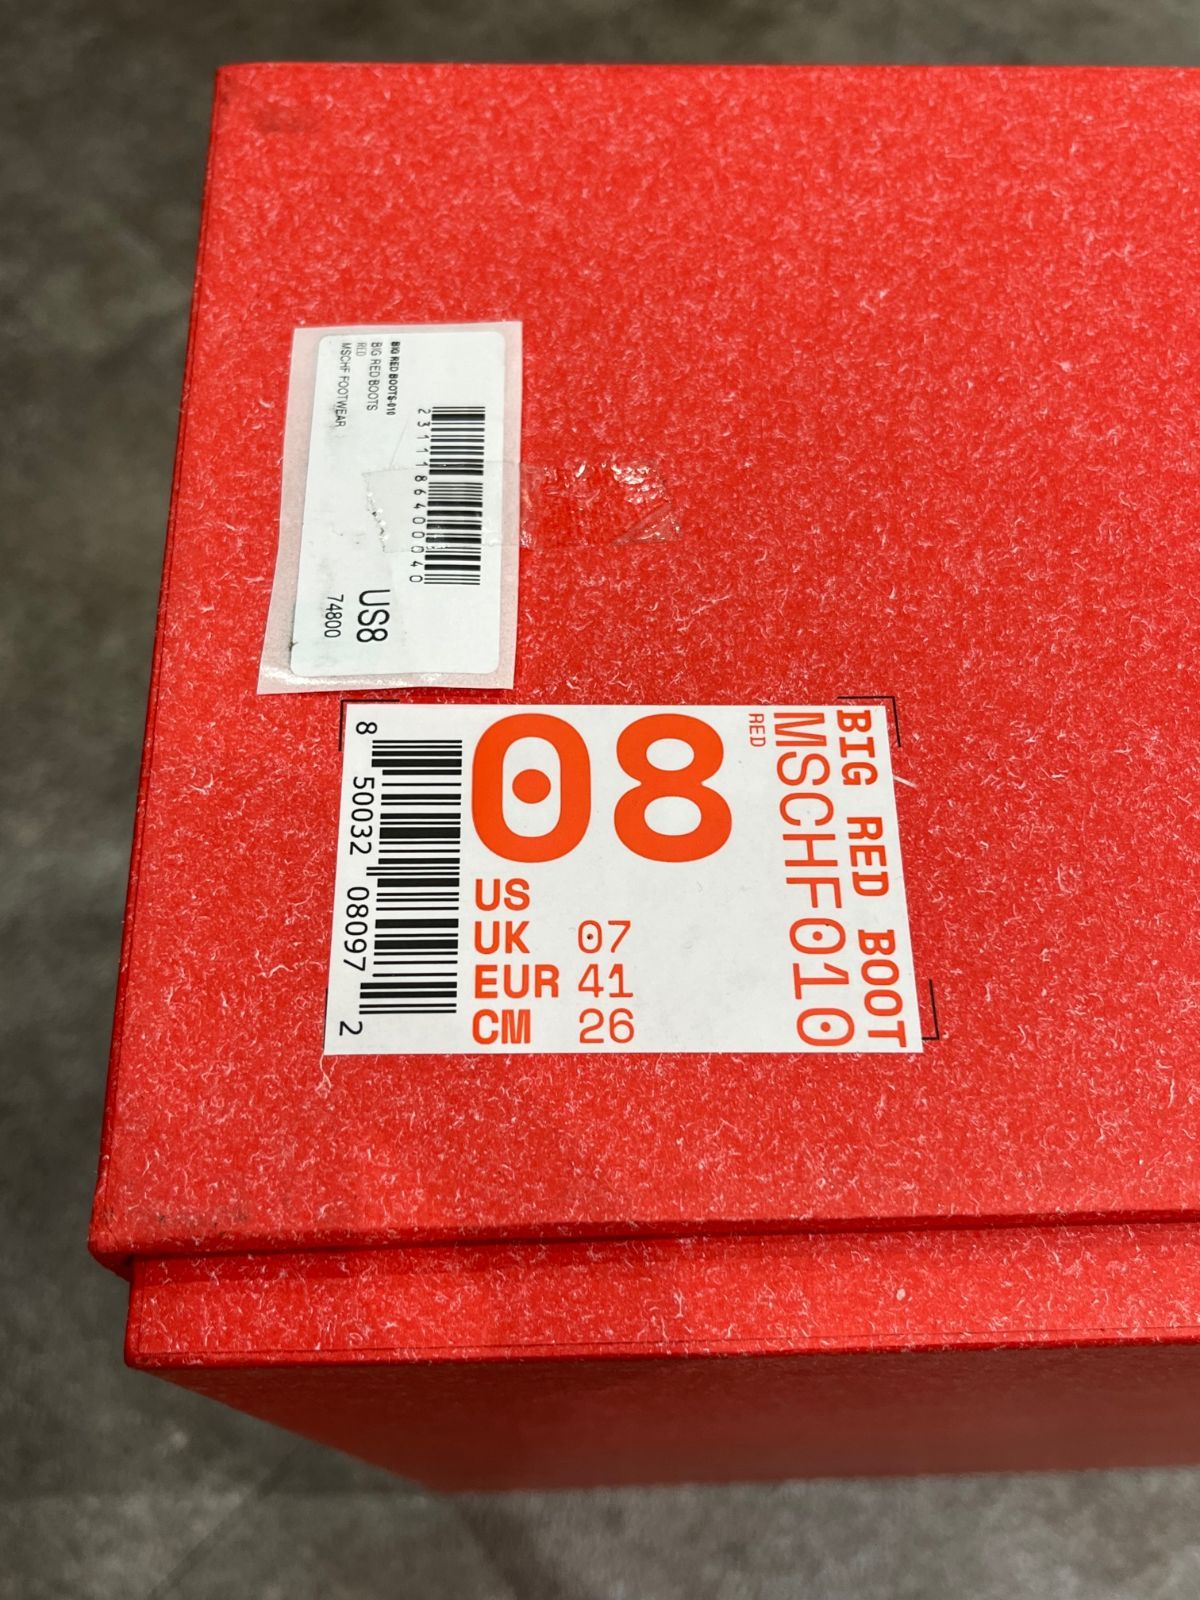 BIG RED BOOTS-010
BIG RED BOOTS
RED
MSCHF FOOTWEAR
2311118640040
US8
74800
BIG RED BOOT
MSCHF010
RED
08
US
UK 07
EUR 41
CM 26
8 50032 08097 2